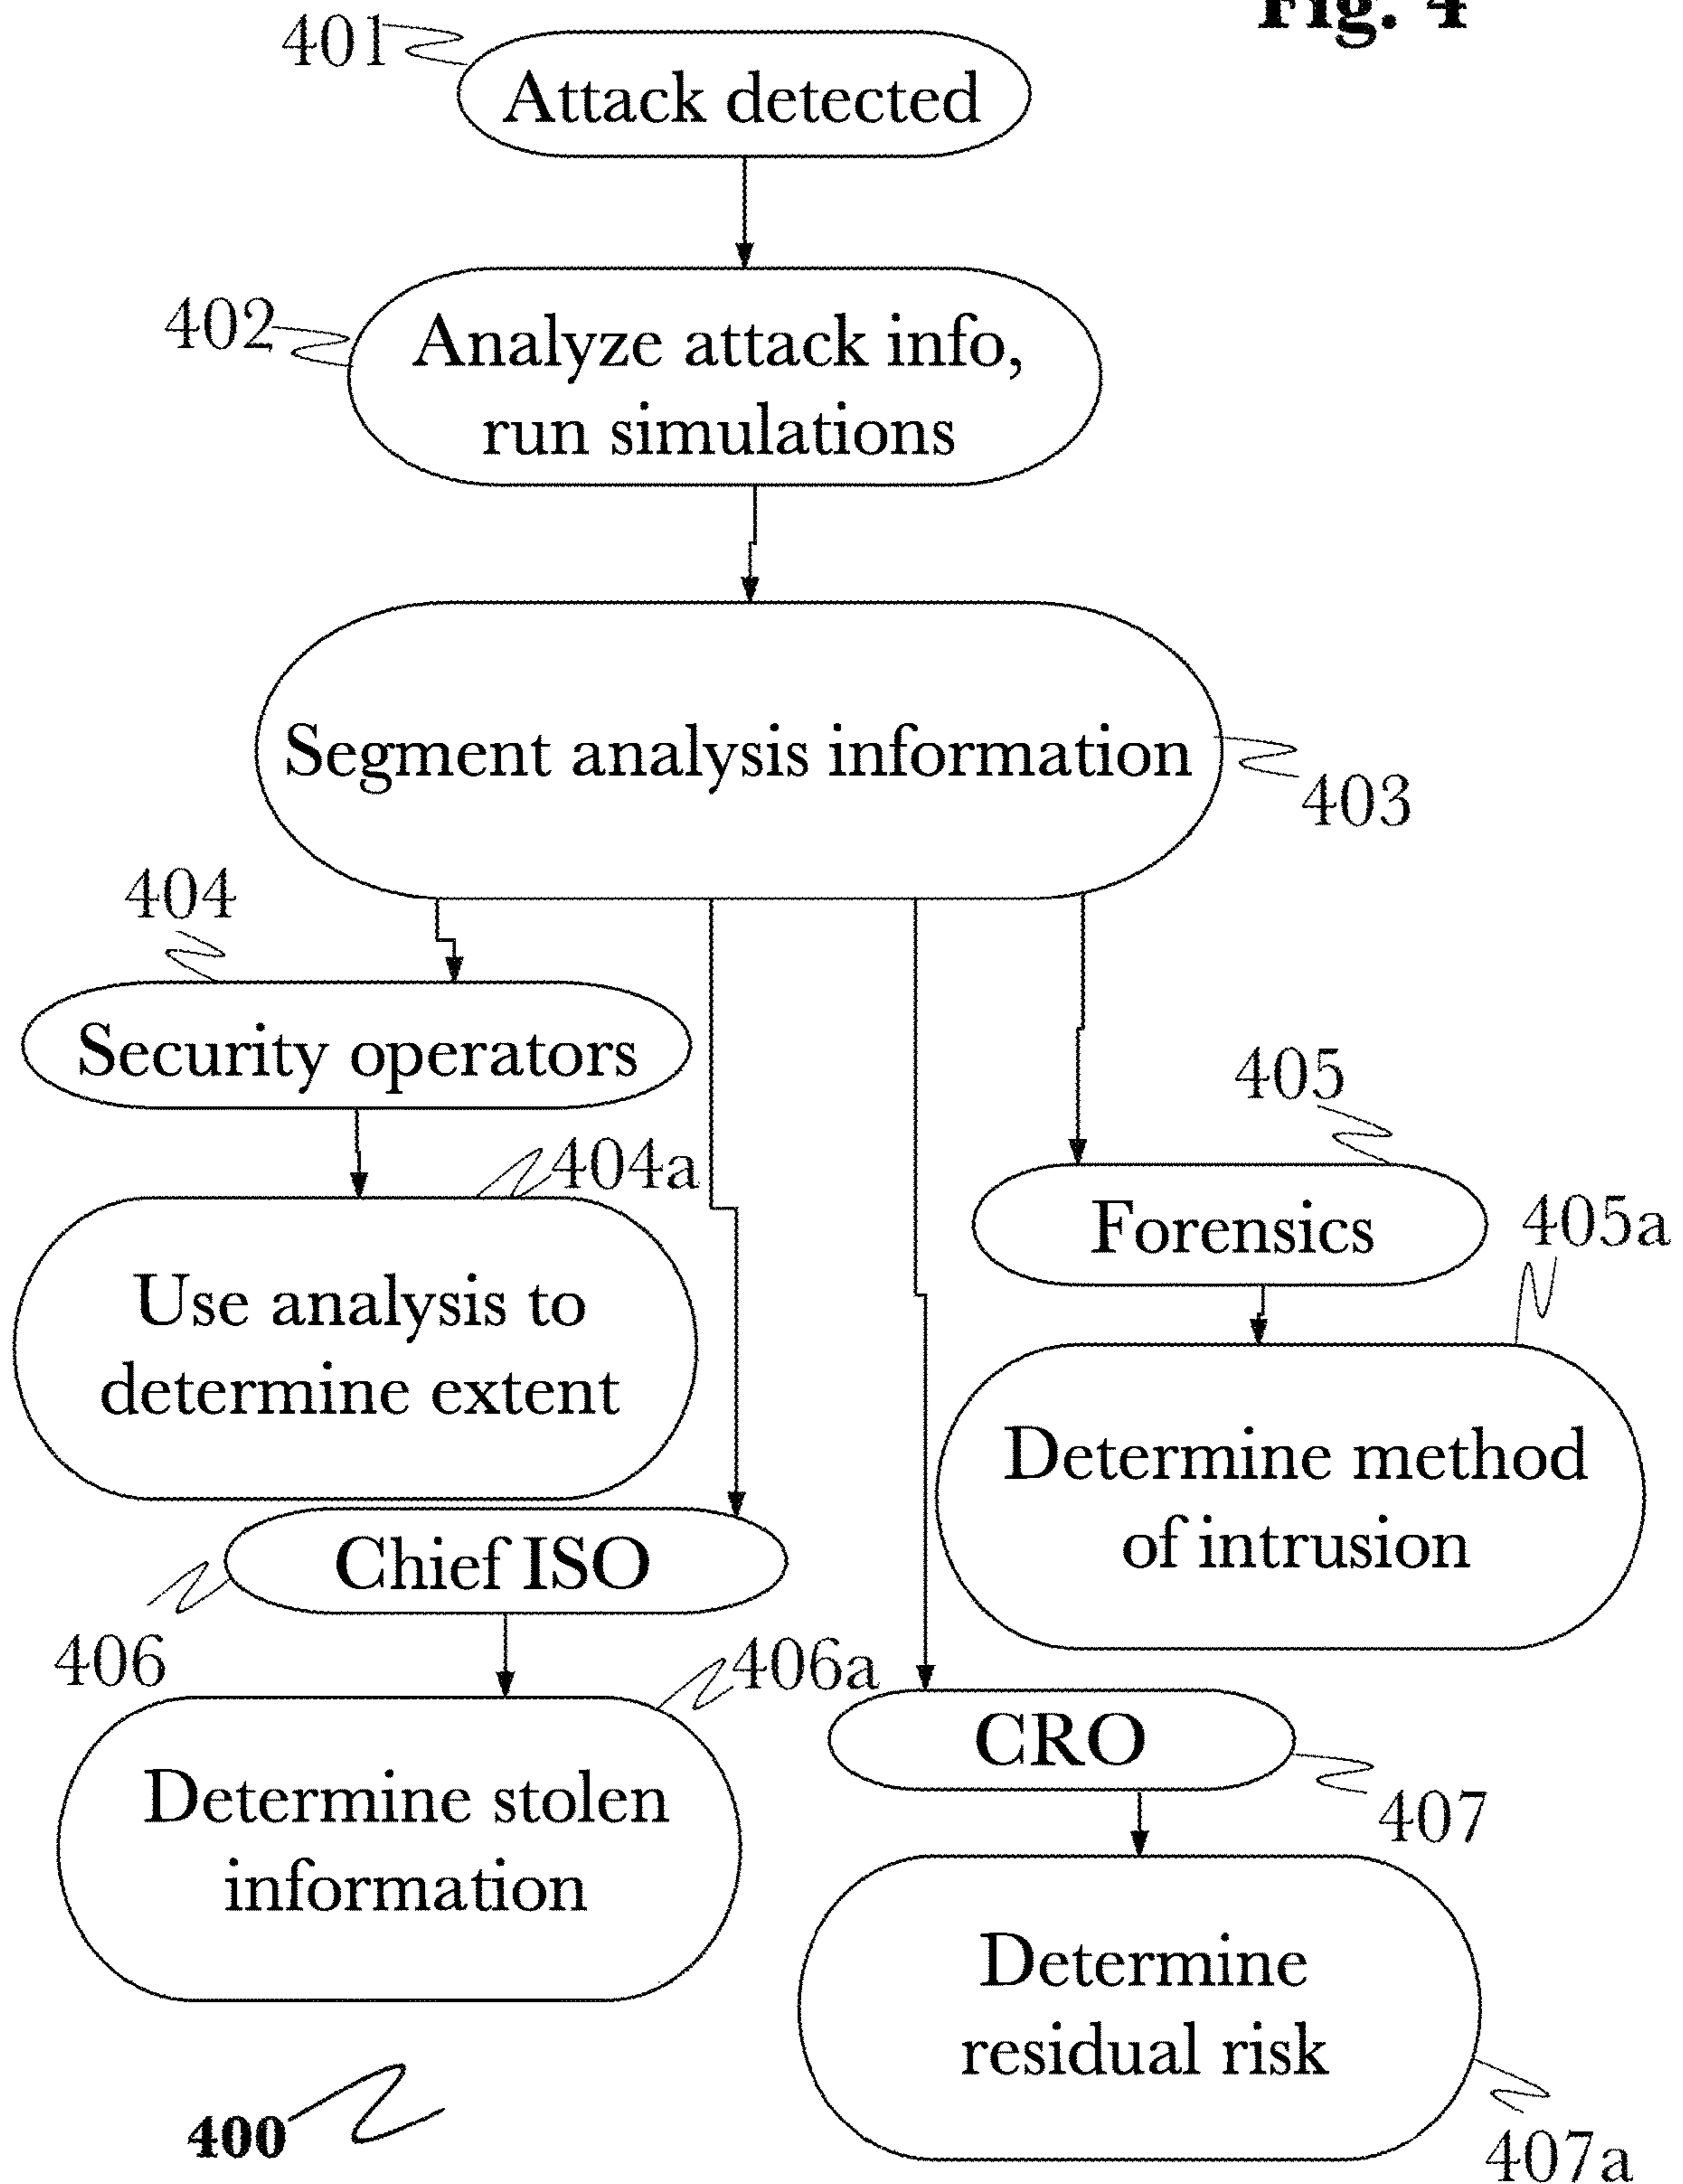 Fig. 4
401
Attack detected
402
Analyze attack info,
run simulations
Segment analysis information
403
404
Security operators
404a
Use analysis to
determine extent
405
Forensics
405a
Determine method
of intrusion
Chief ISO
406
406a
Determine stolen
information
CRO
407
Determine
residual risk
407a
400